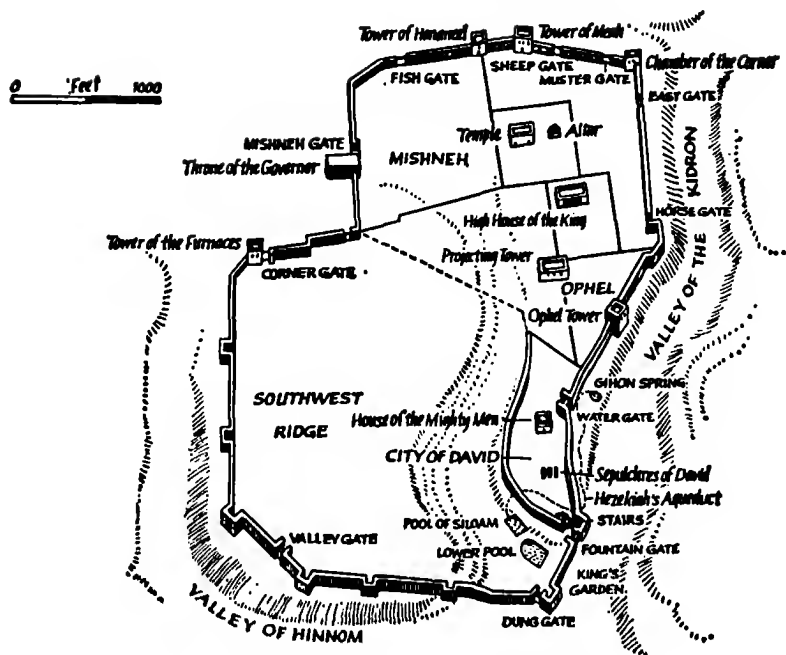 Tower of Hananeel
Tower of Meah
FISH GATE
SHEEP GATE
MUSTER GATE
Chamber of the Corner
EAST GATE
0 Feet 1000
MISHNEH GATE
MISHNEH
Temple
Altar
Throne of the Governor
KIDRON
High House of the King
HORSE GATE
Tower of the Furnaces
CORNER GATE
Projecting Tower
OPHEL
VALLEY OF THE
Ophel Tower
GIHON SPRING
SOUTHWEST
RIDGE
House of the Mighty Men
WATER GATE
CITY OF DAVID
Sepulchres of David
Hezekiah's Aqueduct
POOL OF SILOAM
STAIRS
VALLEY GATE
LOWER POOL
FOUNTAIN GATE
KING'S
GARDEN
VALLEY OF HINNOM
DUNG GATE